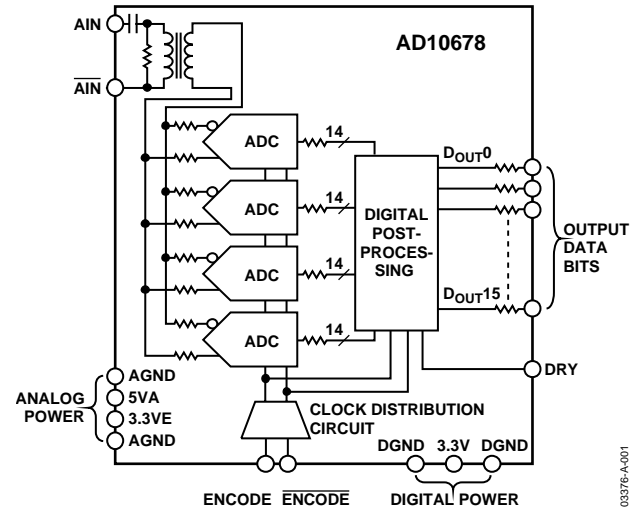 AIN
AD10678
AIN
ADC
14
DOUT0
ADC
14
DIGITAL
POST-
PROCES-
SING
OUTPUT
DATA
BITS
ADC
14
DOUT15
ADC
14
DRY
AGND
ANALOG
POWER
5VA
3.3VE
AGND
CLOCK DISTRIBUTION
CIRCUIT
DGND 3.3V DGND
ENCODE ENCODE
DIGITAL POWER
03376-A-001